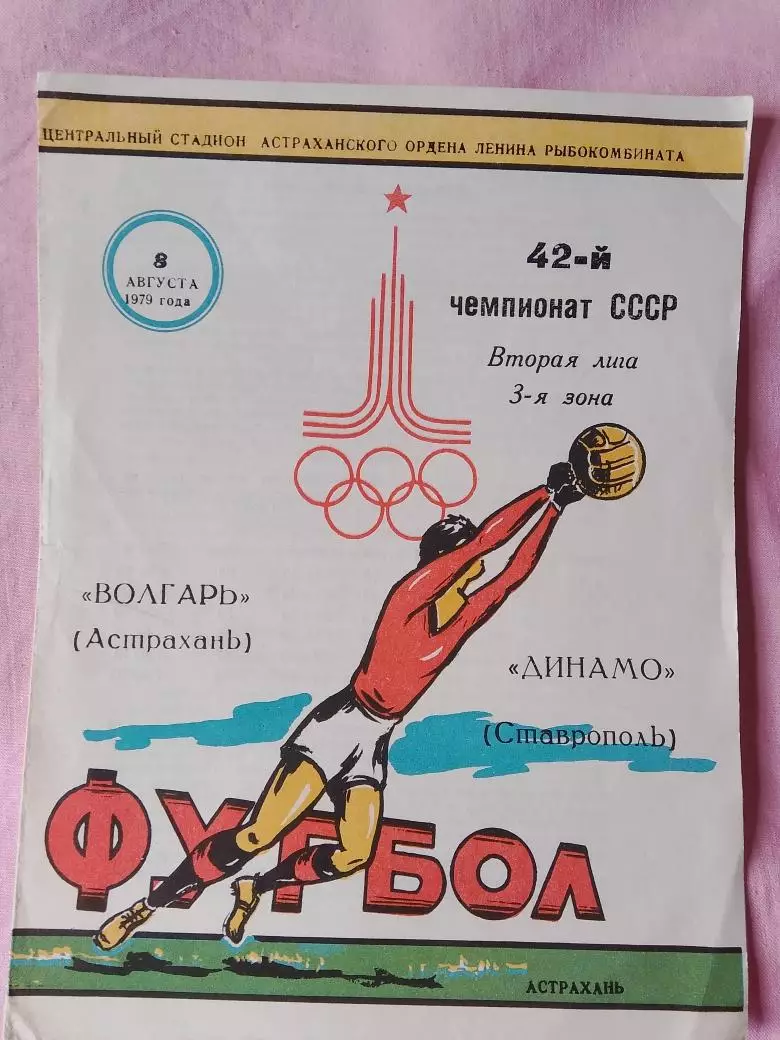 ЦЕНТРАЛЬНЫЙ СТАДИОН АСТРАХАНСКОГО ОРДЕНА ЛЕНИНА РЫБОКОМБИНАТА
8
АВГУСТА
1979 года
42-й
чемпионат СССР
Вторая лига
3-я зона
«ВОЛГАРЬ»
(Астрахань)
«ДИНАМО»
(Ставрополь)
ФУТБОЛ
АСТРАХАНЬ